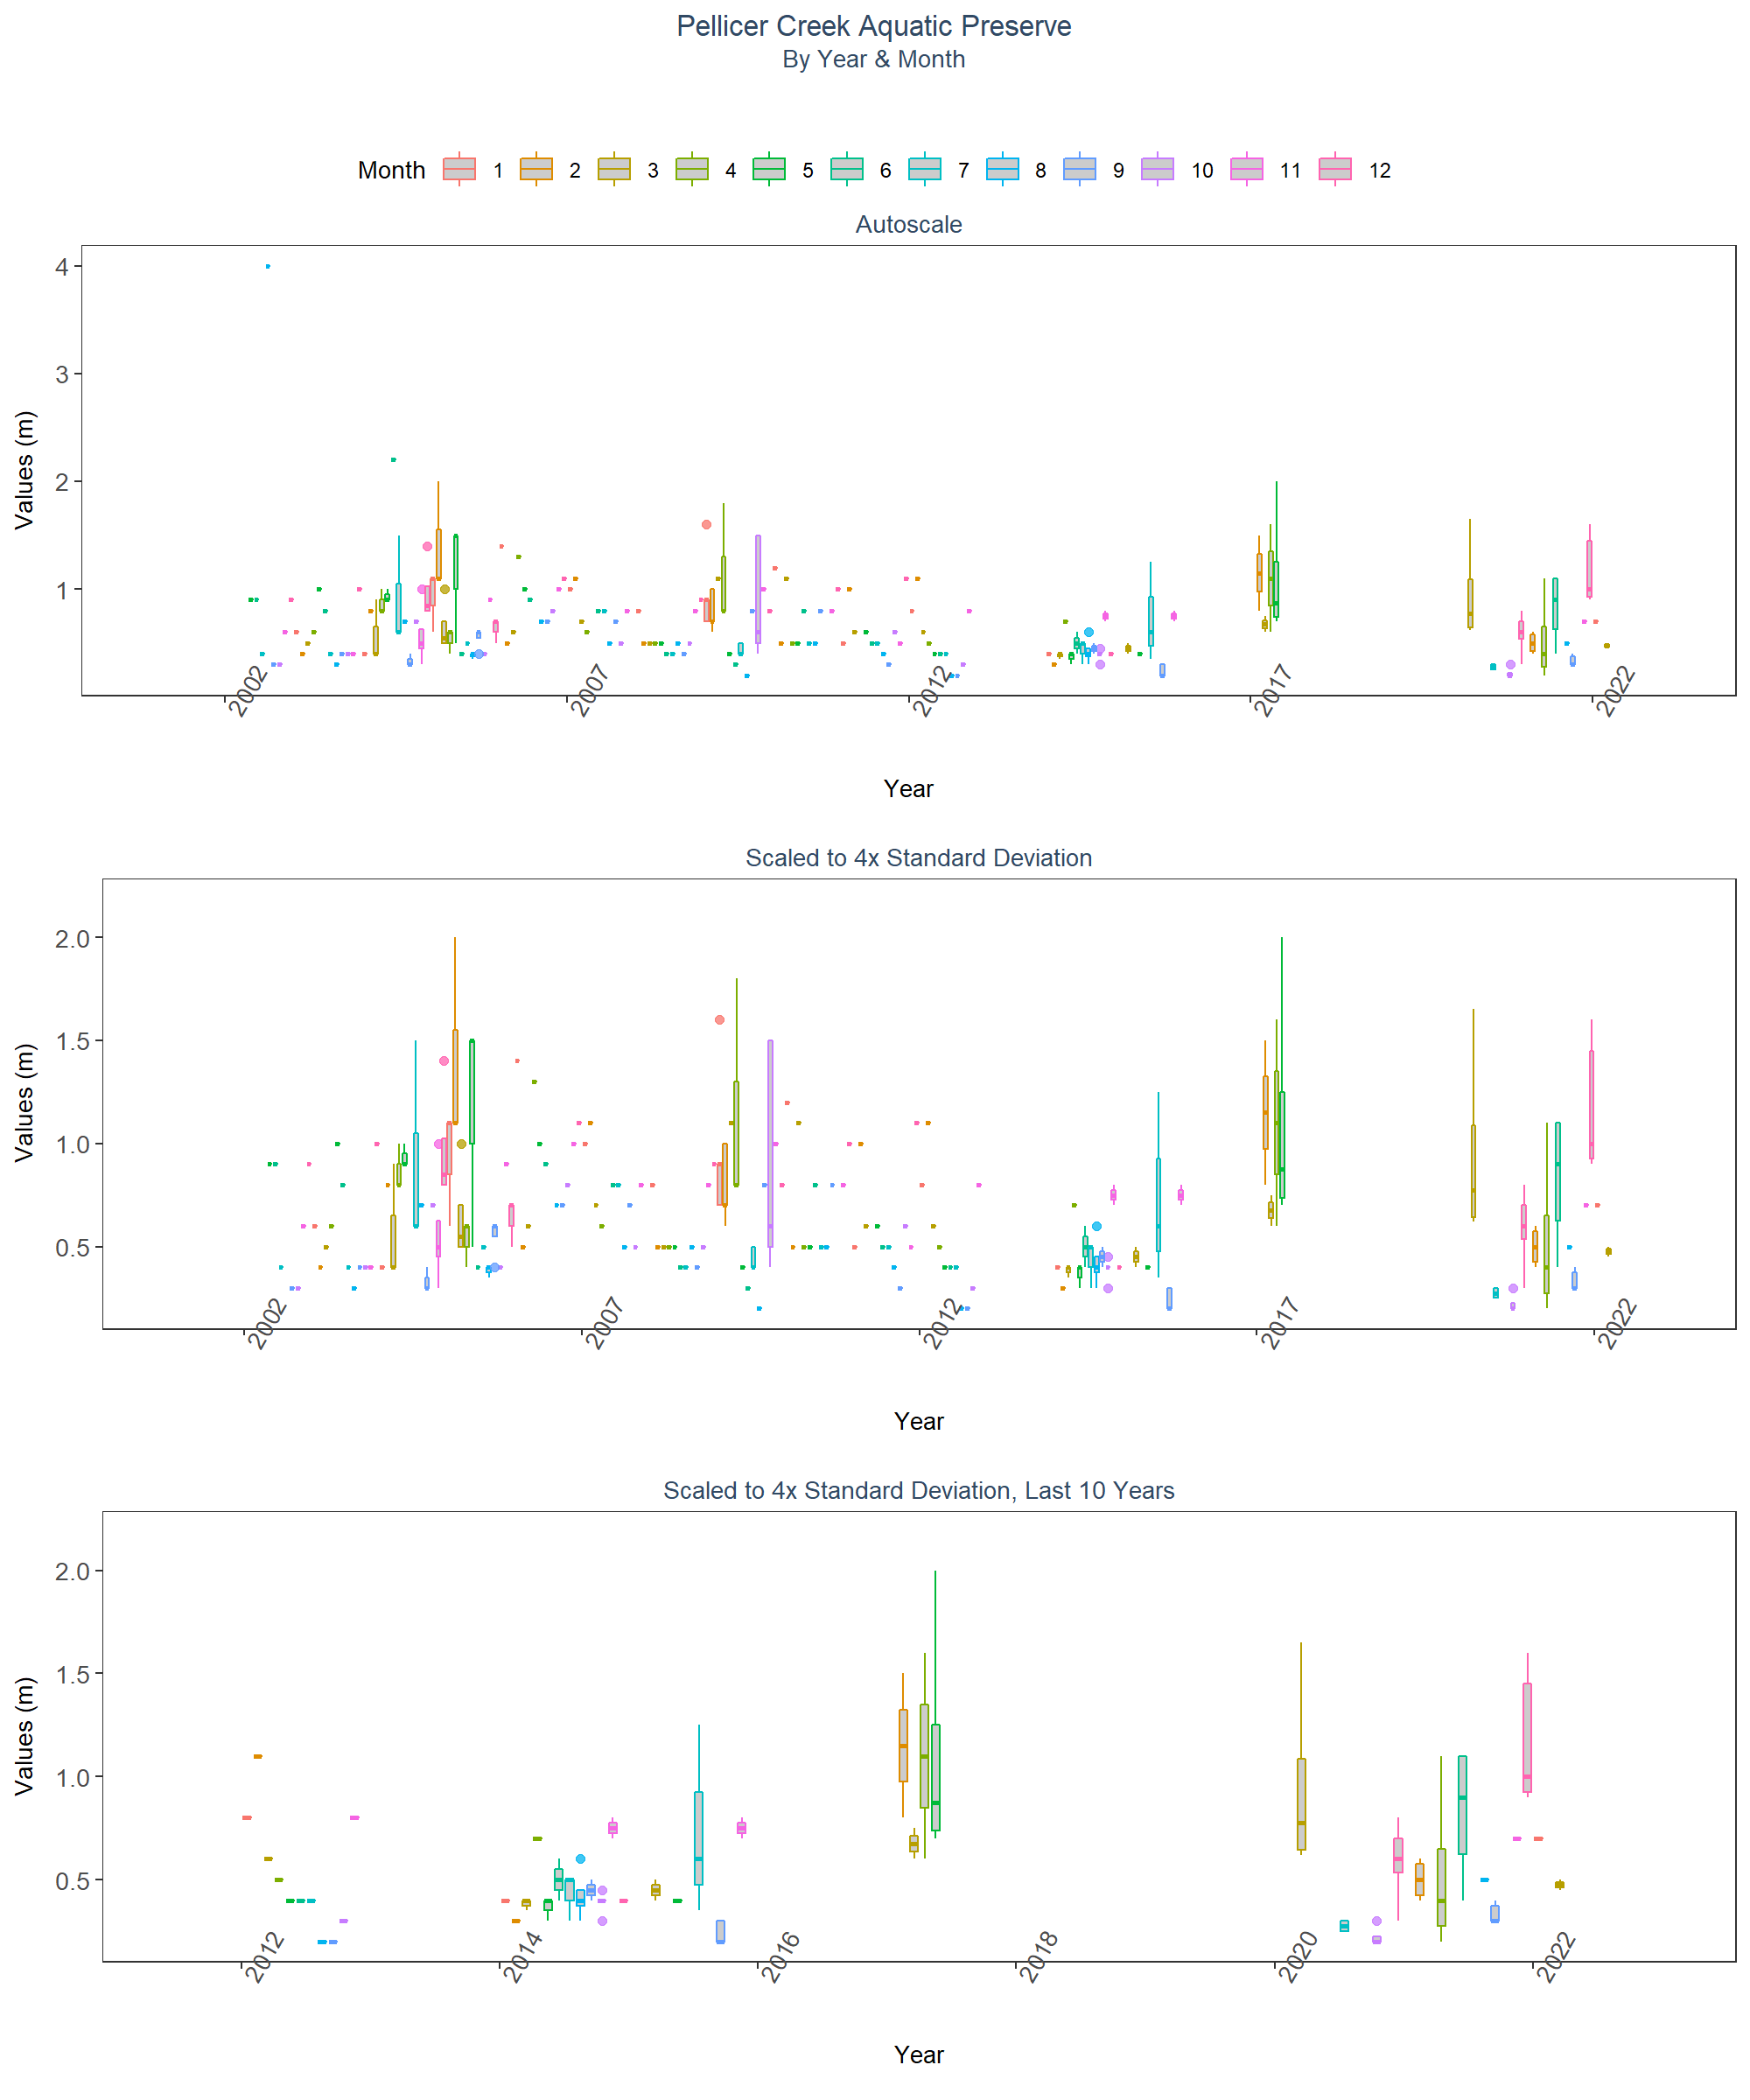 Pellicer Creek Aquatic Preserve
By Year & Month
Month 1 2 3 4 5 6 7 8 9 10 11 12
Autoscale
4
3
2
1
Values (m)
2002 2007 2012 2017 2022
Year
Scaled to 4x Standard Deviation
2.0
1.5
1.0
0.5
Values (m)
2002 2007 2012 2017 2022
Year
Scaled to 4x Standard Deviation, Last 10 Years
2.0
1.5
1.0
0.5
Values (m)
2012 2014 2016 2018 2020 2022
Year